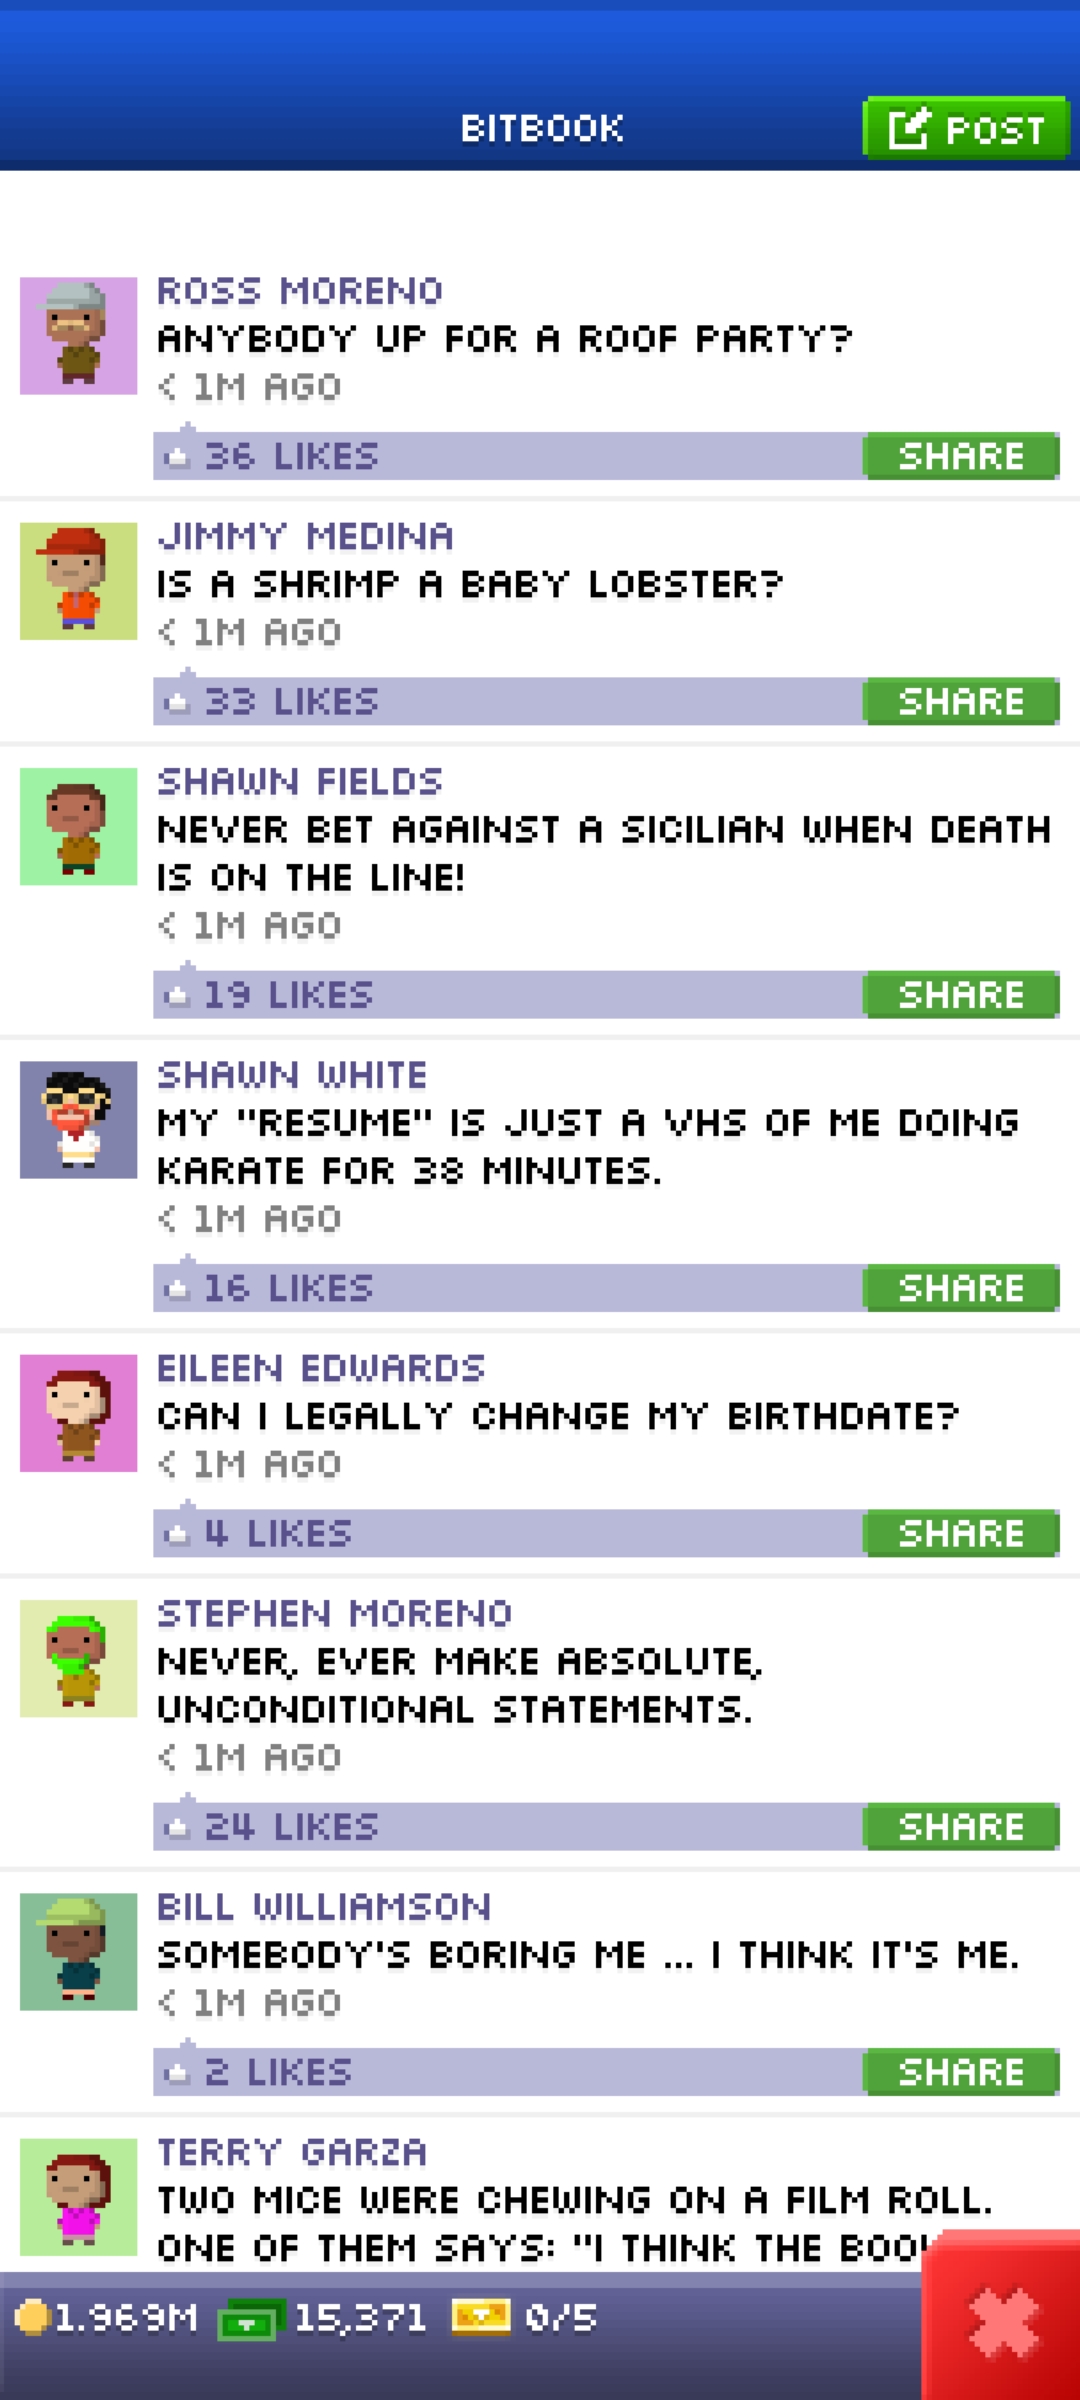 BITBOOK
POST
ROSS MORENO
ANYBODY UP FOR A ROOF PARTY?
< 1M AGO
36 LIKES
SHARE
JIMMY MEDINA
IS A SHRIMP A BABY LOBSTER?
< 1M AGO
33 LIKES
SHARE
SHAWN FIELDS
NEVER BET AGAINST A SICILIAN WHEN DEATH
IS ON THE LINE!
< 1M AGO
19 LIKES
SHARE
SHAWN WHITE
MY "RESUME" IS JUST A VHS OF ME DOING
KARATE FOR 38 MINUTES.
< 1M AGO
16 LIKES
SHARE
EILEEN EDWARDS
CAN I LEGALLY CHANGE MY BIRTHDATE?
< 1M AGO
4 LIKES
SHARE
STEPHEN MORENO
NEVER, EVER MAKE ABSOLUTE,
UNCONDITIONAL STATEMENTS.
< 1M AGO
24 LIKES
SHARE
BILL WILLIAMSON
SOMEBODY'S BORING ME ... I THINK IT'S ME.
< 1M AGO
2 LIKES
SHARE
TERRY GARZA
TWO MICE WERE CHEWING ON A FILM ROLL.
ONE OF THEM SAYS: "I THINK THE
1.969M 15,371 0/5